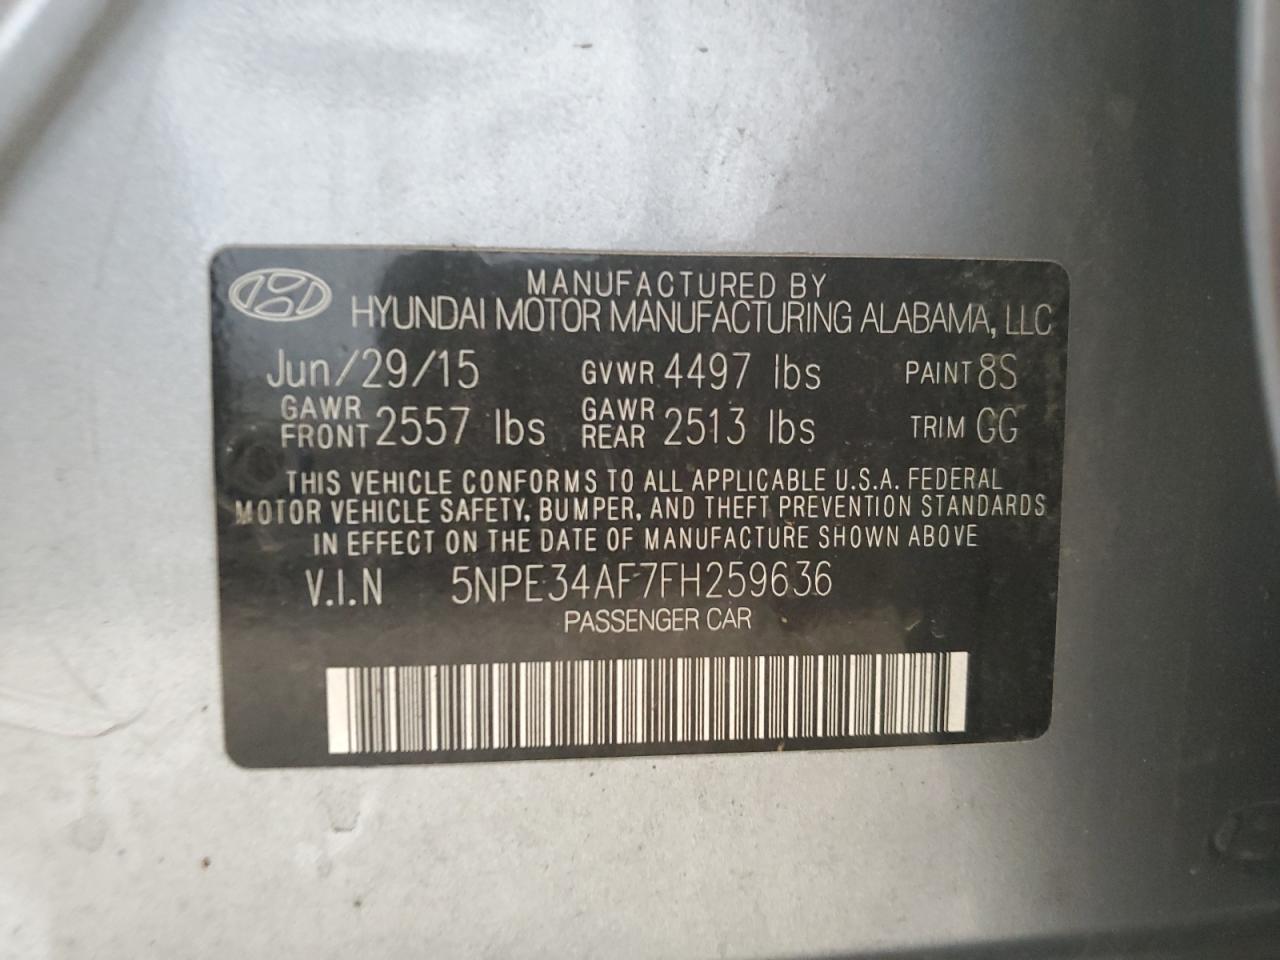 MANUFACTURED BY
HYUNDAI MOTOR MANUFACTURING ALABAMA, LLC
Jun/29/15 GVWR 4497 lbs PAINT 8S
GAWR FRONT 2557 lbs GAWR REAR 2513 lbs TRIM GG
THIS VEHICLE CONFORMS TO ALL APPLICABLE U.S.A. FEDERAL
MOTOR VEHICLE SAFETY, BUMPER, AND THEFT PREVENTION STANDARDS
IN EFFECT ON THE DATE OF MANUFACTURE SHOWN ABOVE
V.I.N 5NPE34AF7FH259636
PASSENGER CAR